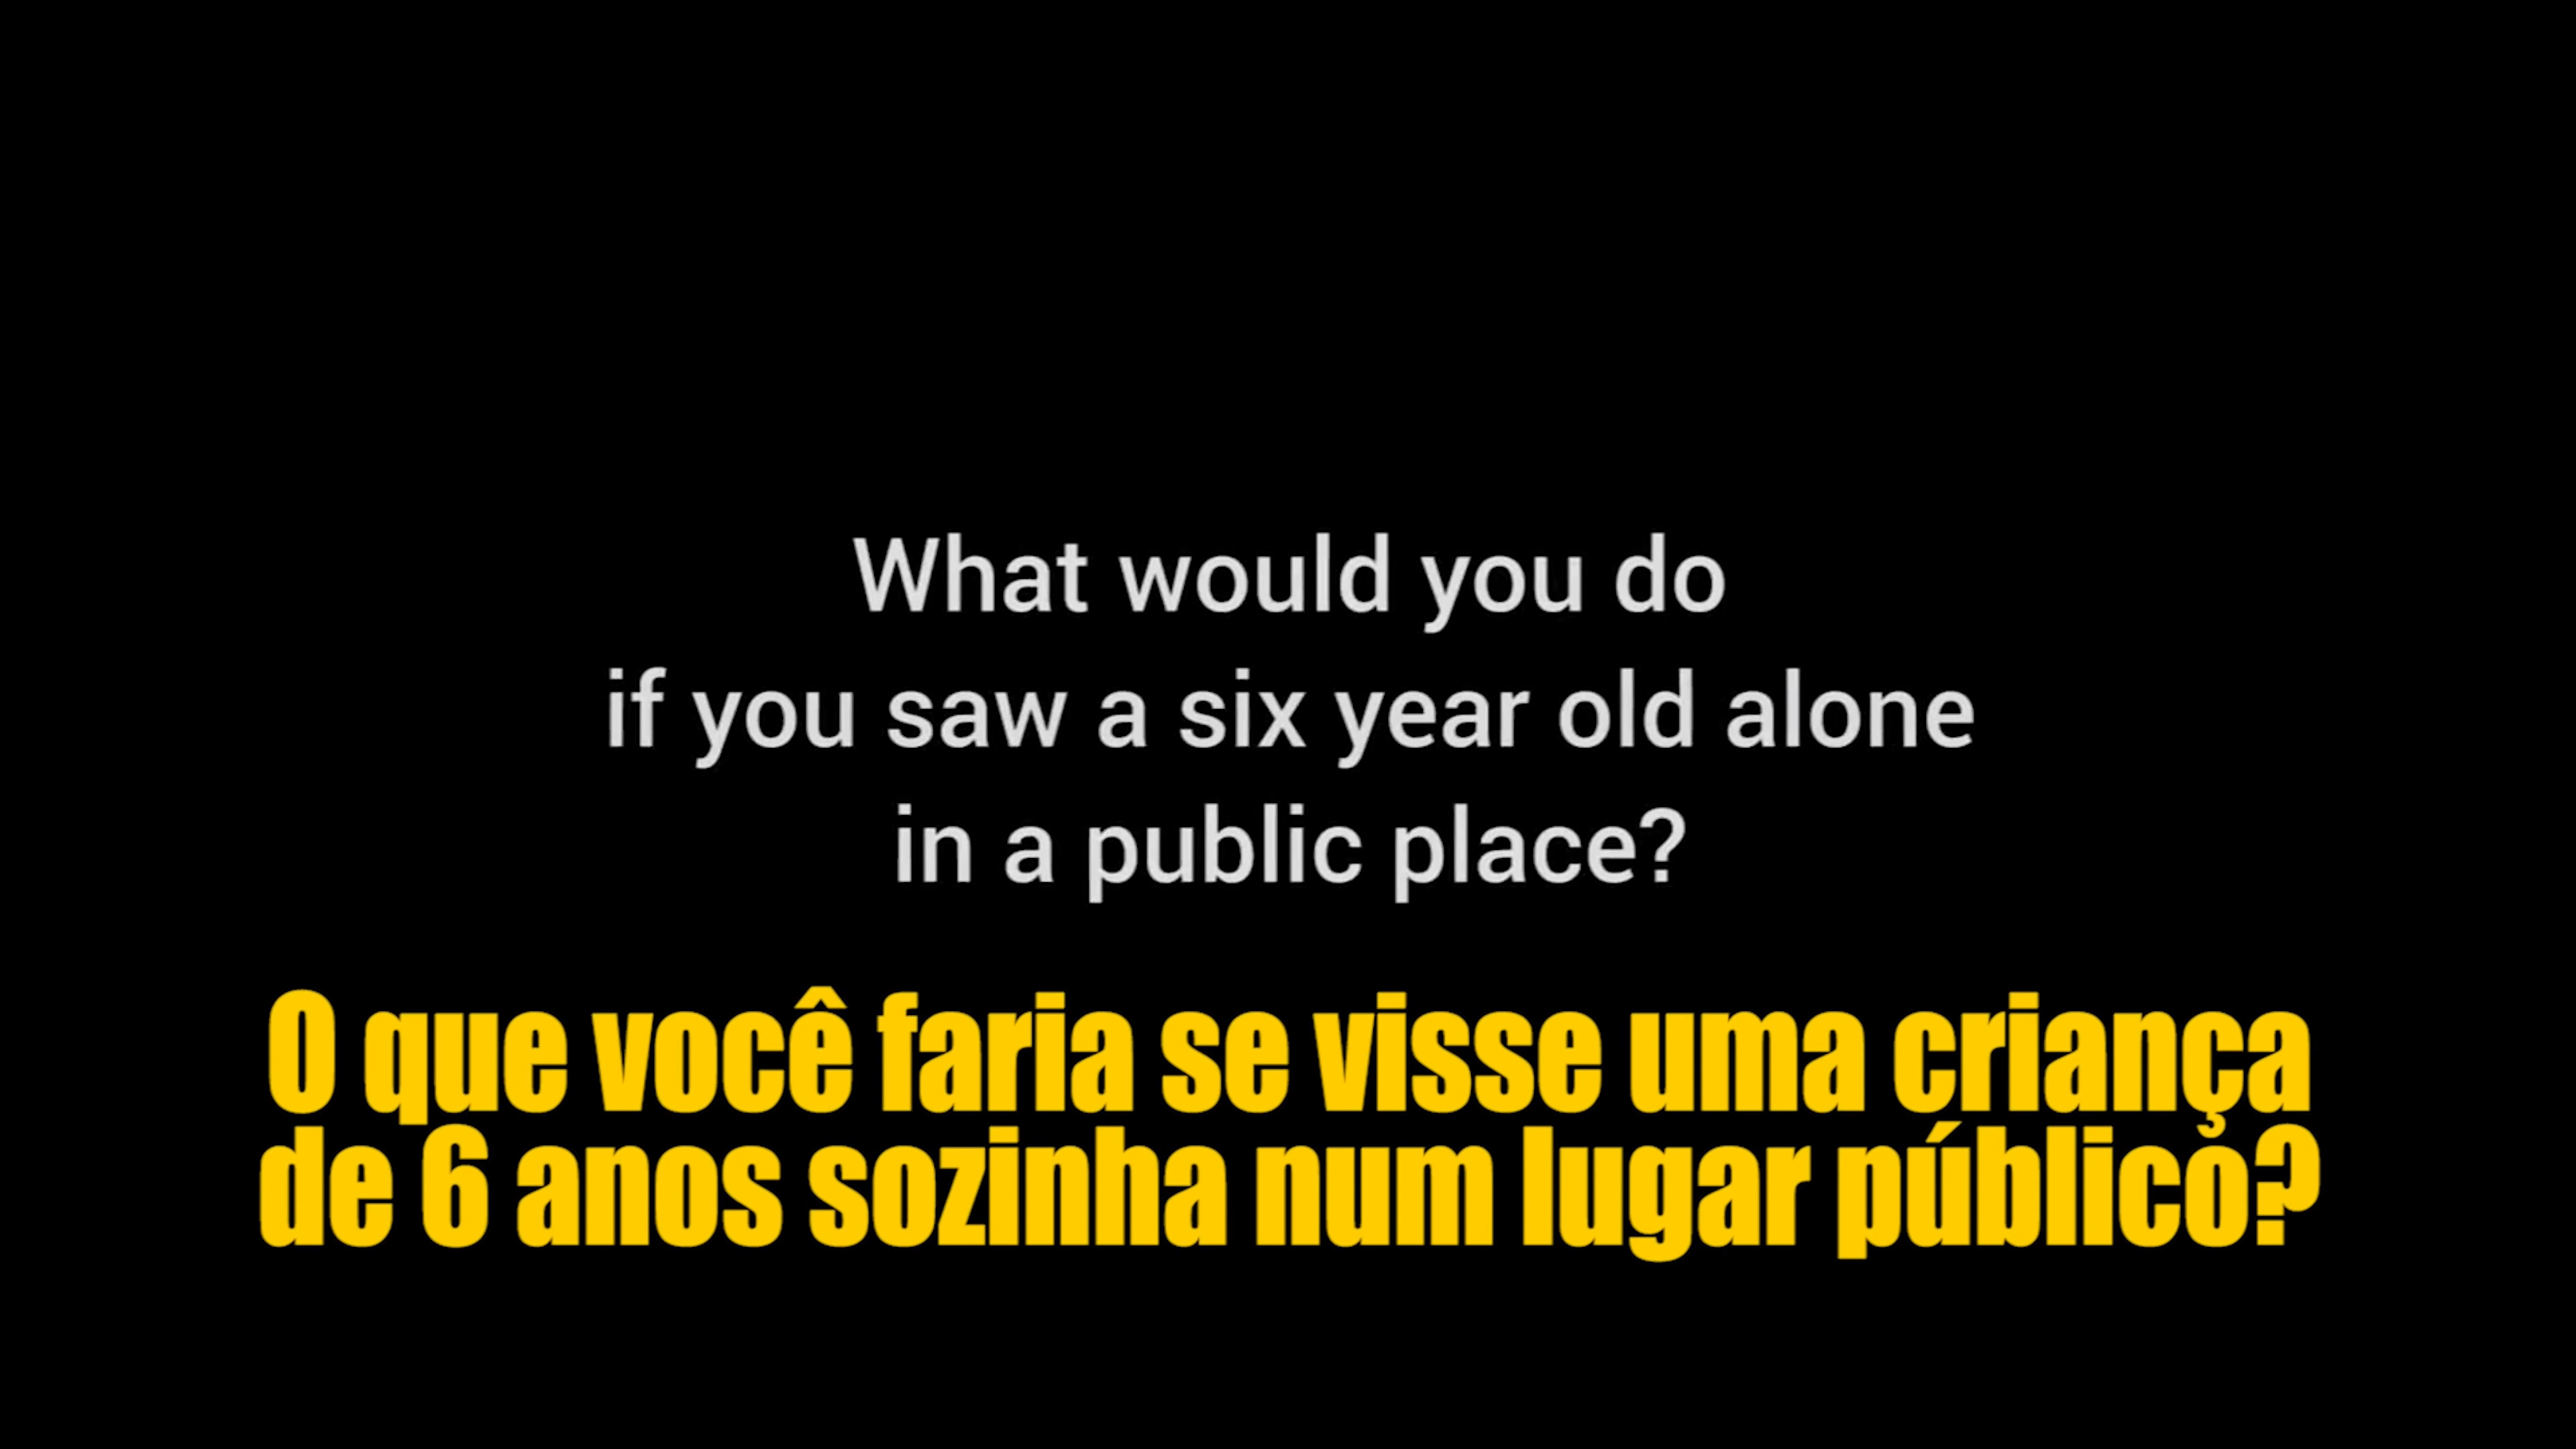 What would you do
if you saw a six year old alone
in a public place?
O que você faria se visse uma criança
de 6 anos sozinha num lugar público?